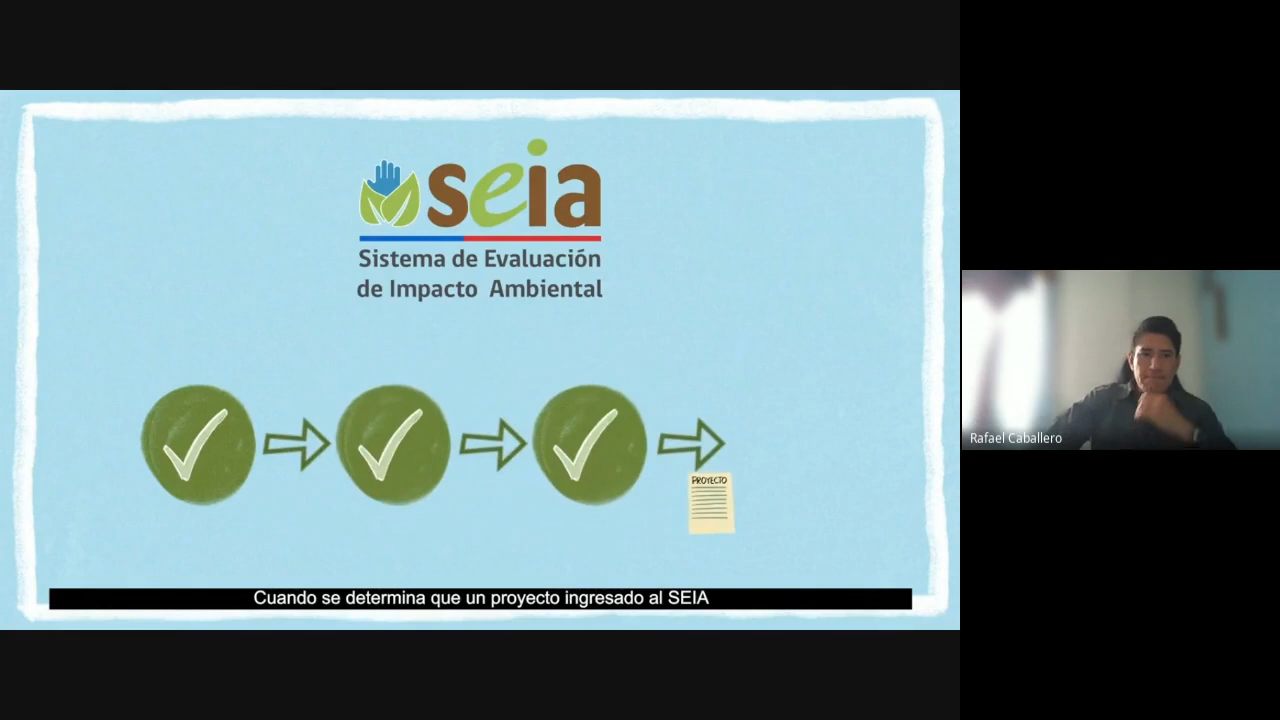 seia
Sistema de Evaluación
de Impacto Ambiental
PROYECTO
Cuando se determina que un proyecto ingresado al SEIA
Rafael Caballero